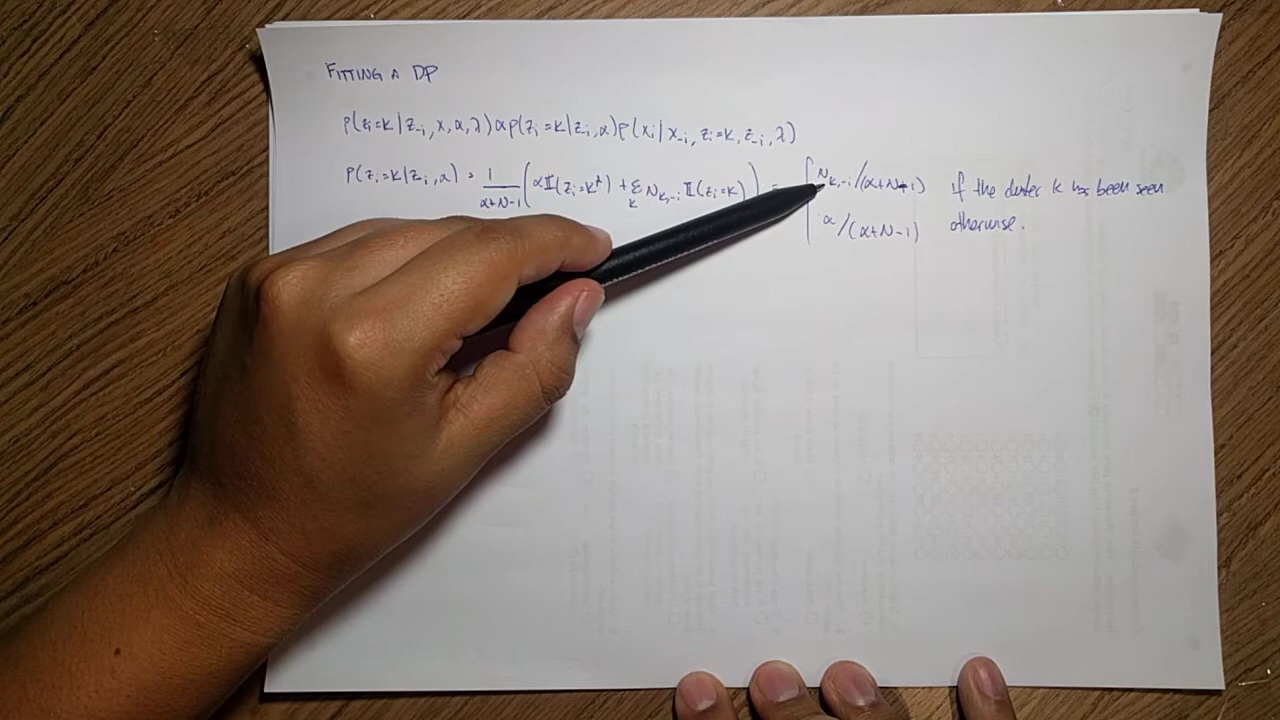 FITTING A DP
p(zi=k|z-i, x, α, λ) α p(zi=k|z-i, α) p(xi|x-i, zi=k, z-i, λ)
p(zi=k|z-i, α) = 1/(α+N-1) (α𝕀(zi=k*) + Σk Nk,-i 𝕀(zi=k)) = { Nk,-i/(α+N-1) if the cluster k has been seen
α/(α+N-1) otherwise.